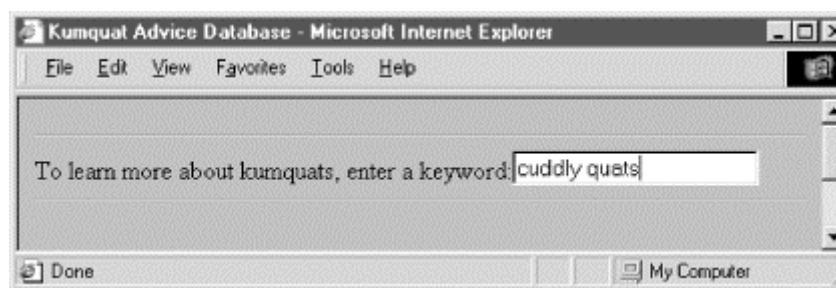 Kumquat Advice Database - Microsoft Internet Explorer
File Edit View Favorites Tools Help
To learn more about kumquats, enter a keyword: cuddly quats
Done My Computer